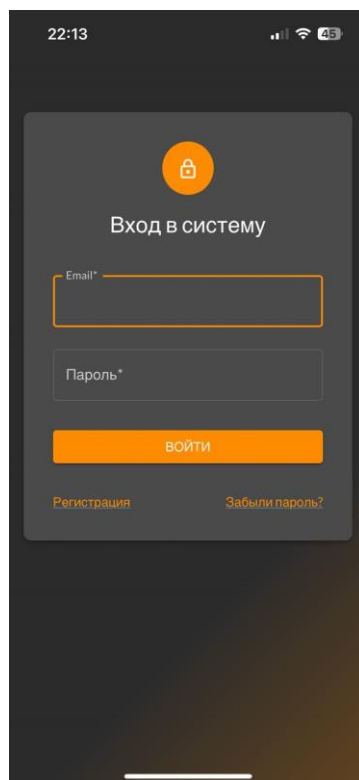 22:13
45
Вход в систему
Email*
Пароль*
ВОЙТИ
Регистрация
Забыли пароль?